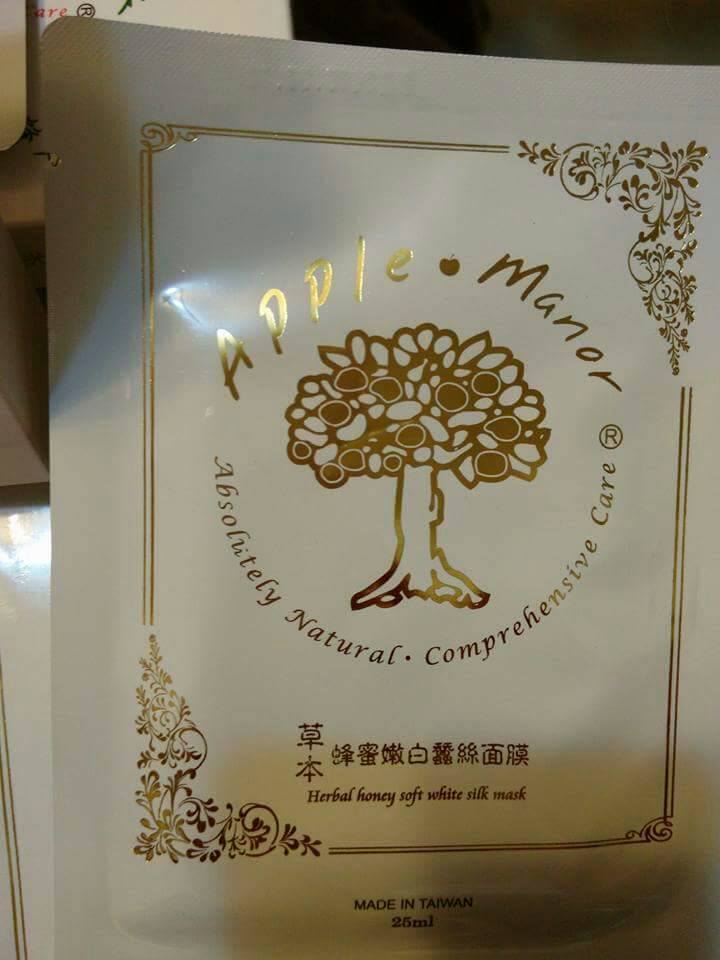 are ®
Apple Manor
Absolutely Natural · Comprehensive Care ®
草本 蜂蜜嫩白蠶絲面膜
Herbal honey soft white silk mask
MADE IN TAIWAN
25ml